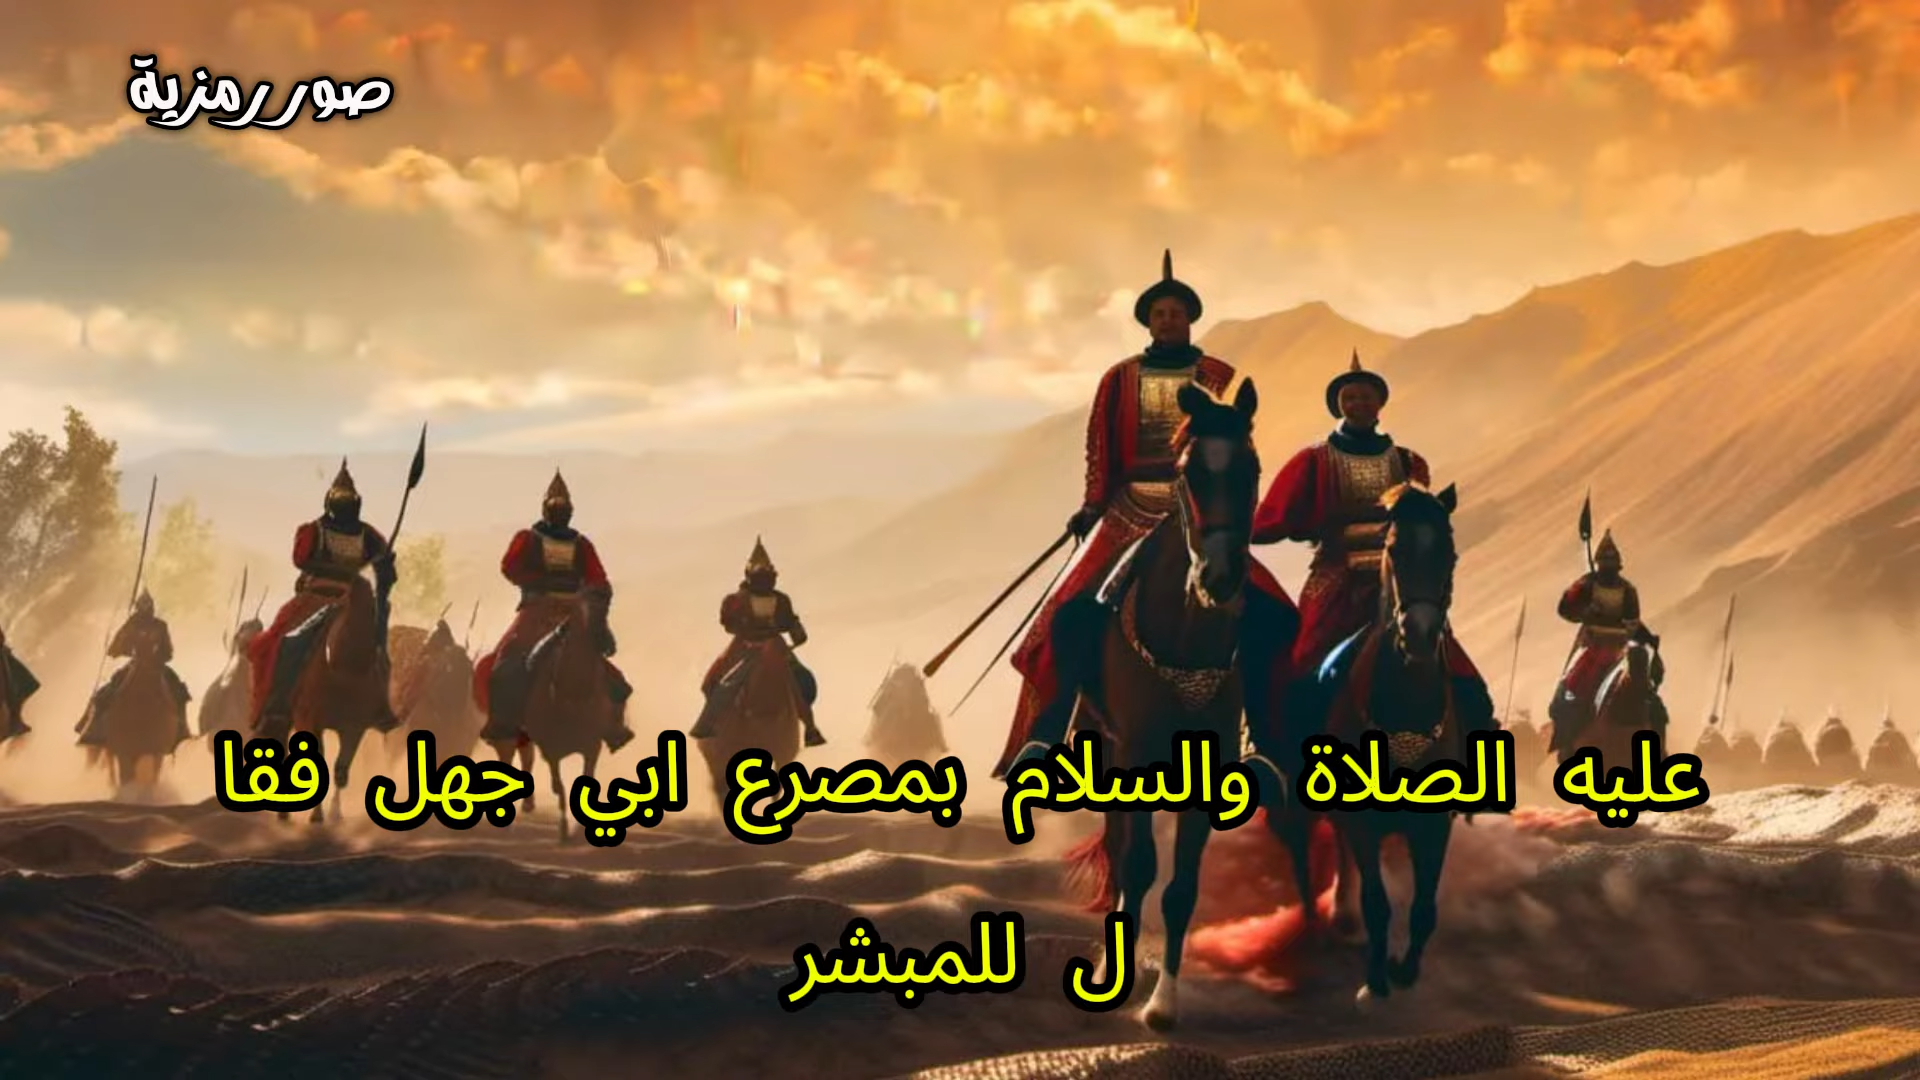 صور رمزية
عليه الصلاة والسلام بمصرع ابي جهل فقا
ل للمبشر